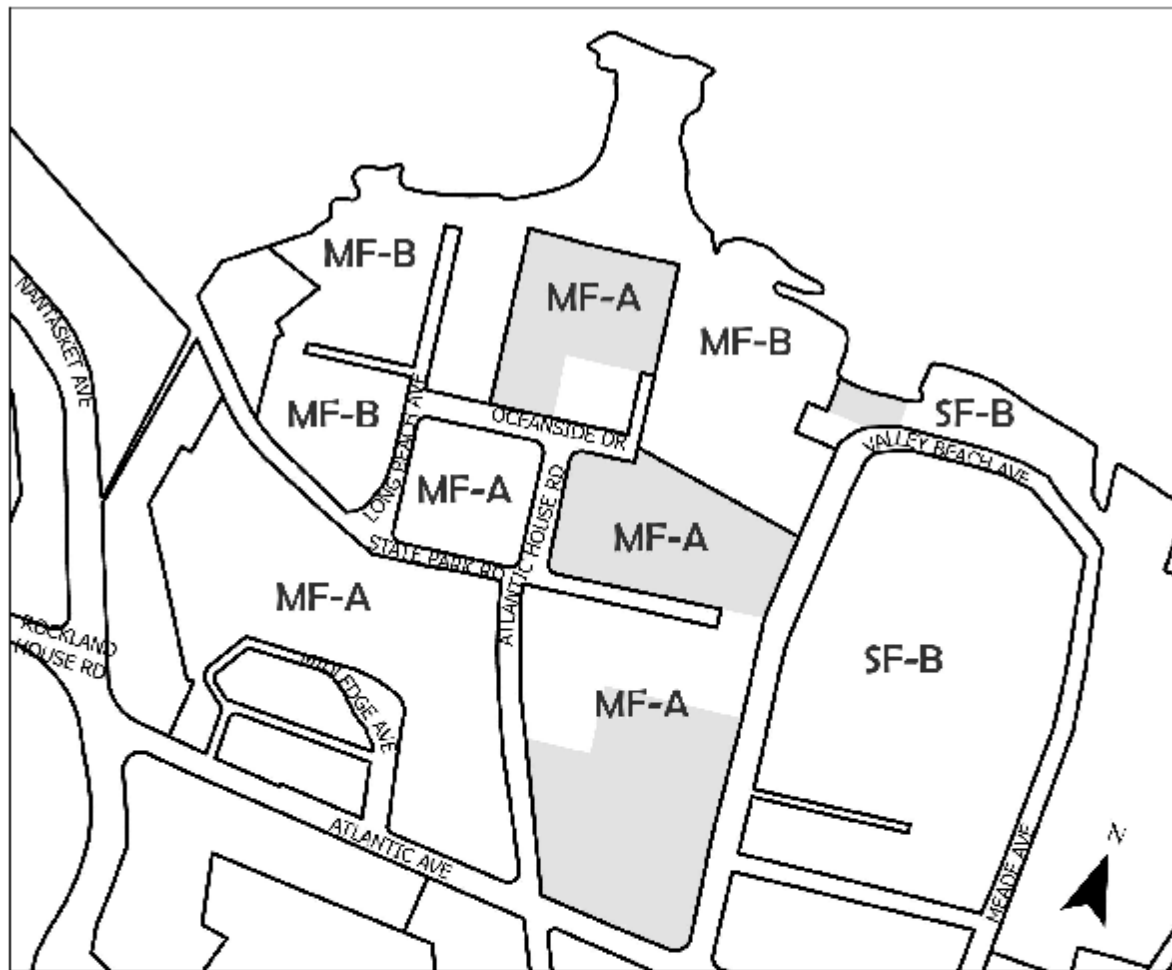 MF-B
MF-A
NANTASKET AVE
MF-B
MF-B
SF-B
OCEANSIDE DR
LONG BEACH AVE
VALLEY BEACH AVE
MF-A
ATLANTIC HOUSE RD
MF-A
STATE PARK RD
MF-A
ROCKLAND
HOUSE RD
SF-B
MF-A
ATLANTIC AVE
MEADE AVE
N